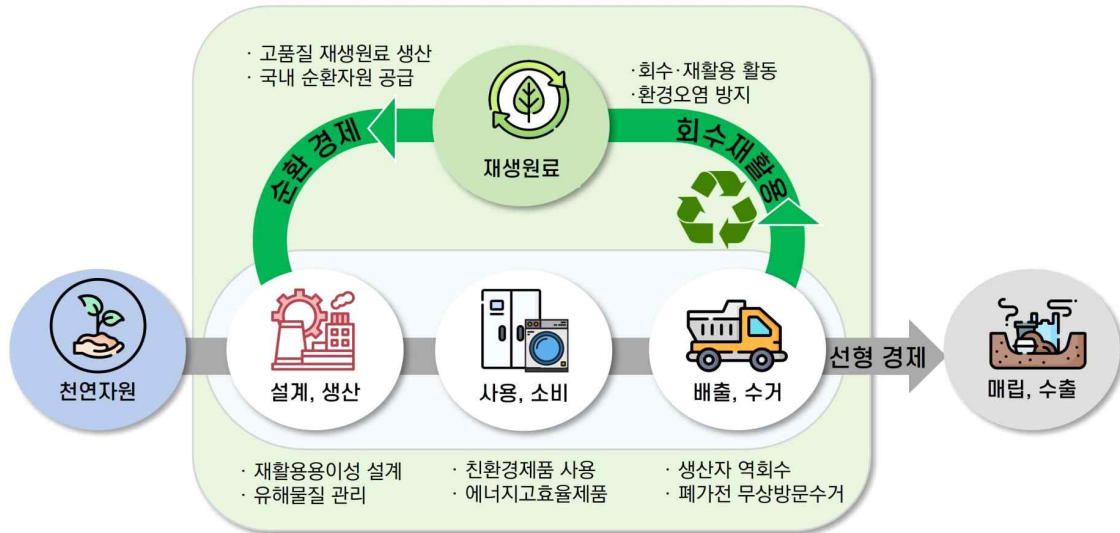 · 고품질 재생원료 생산
· 국내 순환자원 공급
· 회수·재활용 활동
· 환경오염 방지
순환 경제
재생원료
회수재활용
천연자원
설계, 생산
사용, 소비
배출, 수거
선형 경제
매립, 수출
· 재활용용이성 설계
· 유해물질 관리
· 친환경제품 사용
· 에너지고효율제품
· 생산자 역회수
· 폐가전 무상방문수거